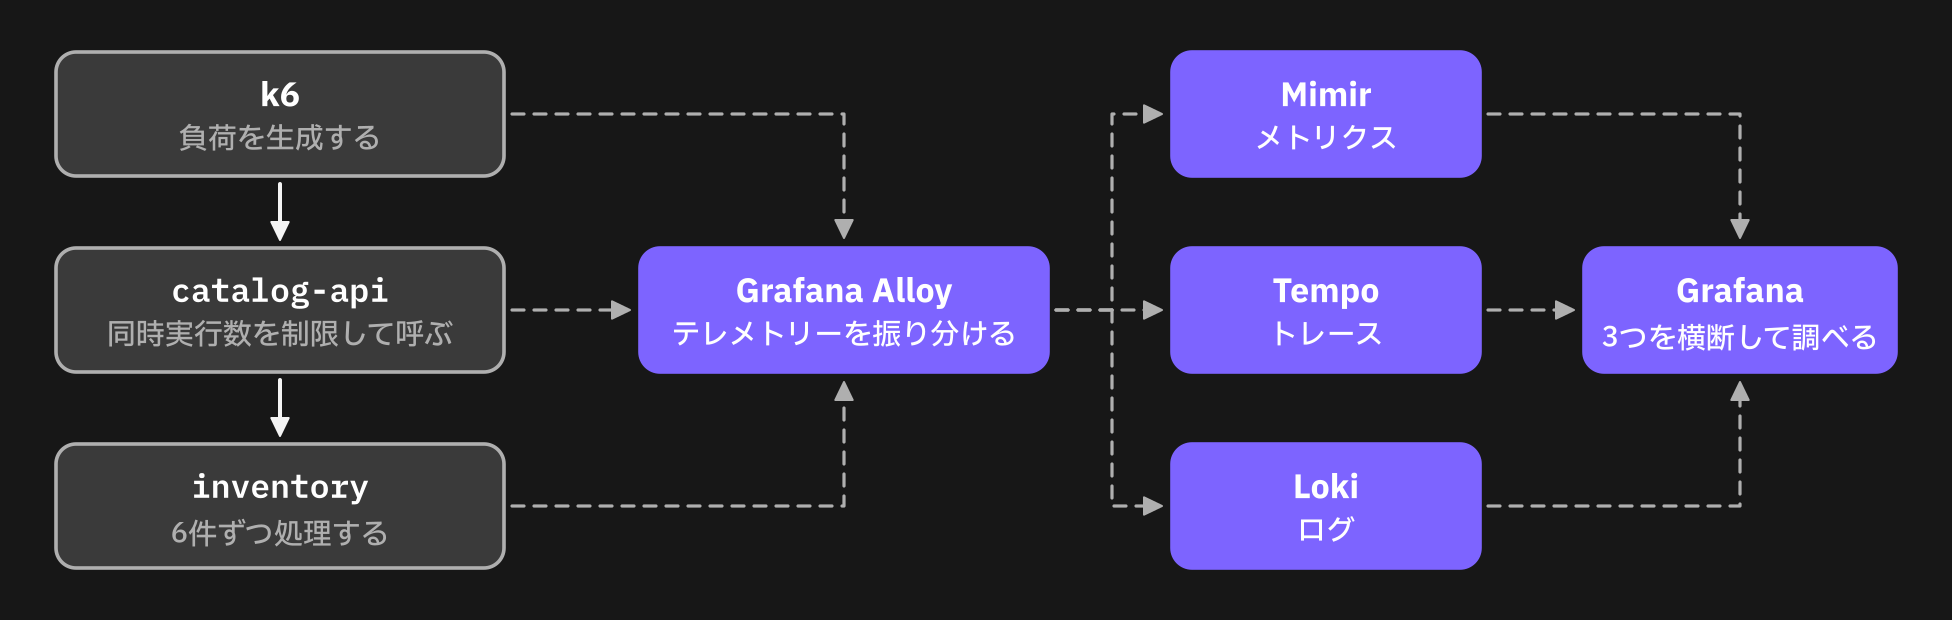 k6
負荷を生成する
catalog-api
同時実行数を制限して呼ぶ
inventory
6件ずつ処理する
Grafana Alloy
テレメトリーを振り分ける
Mimir
メトリクス
Tempo
トレース
Loki
ログ
Grafana
3つを横断して調べる